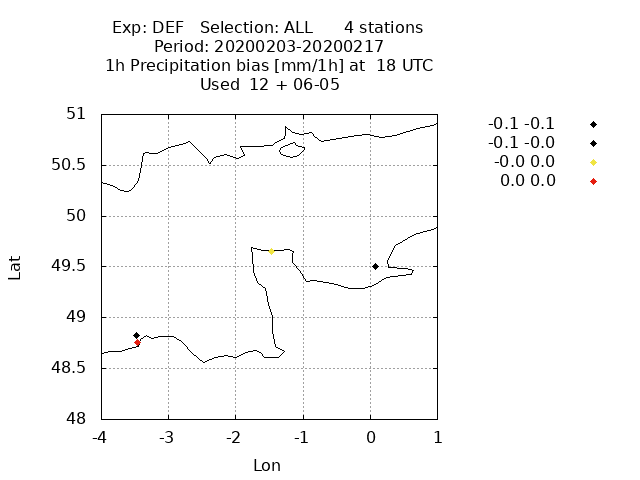 Exp: DEF   Selection: ALL      4 stations
Period: 20200203-20200217
1h Precipitation bias [mm/1h] at  18 UTC
Used  12 + 06-05
-0.1 -0.1
-0.1 -0.0
-0.0 0.0
0.0 0.0
51
50.5
50
49.5
49
48.5
48
Lat
-4 -3 -2 -1 0 1
Lon